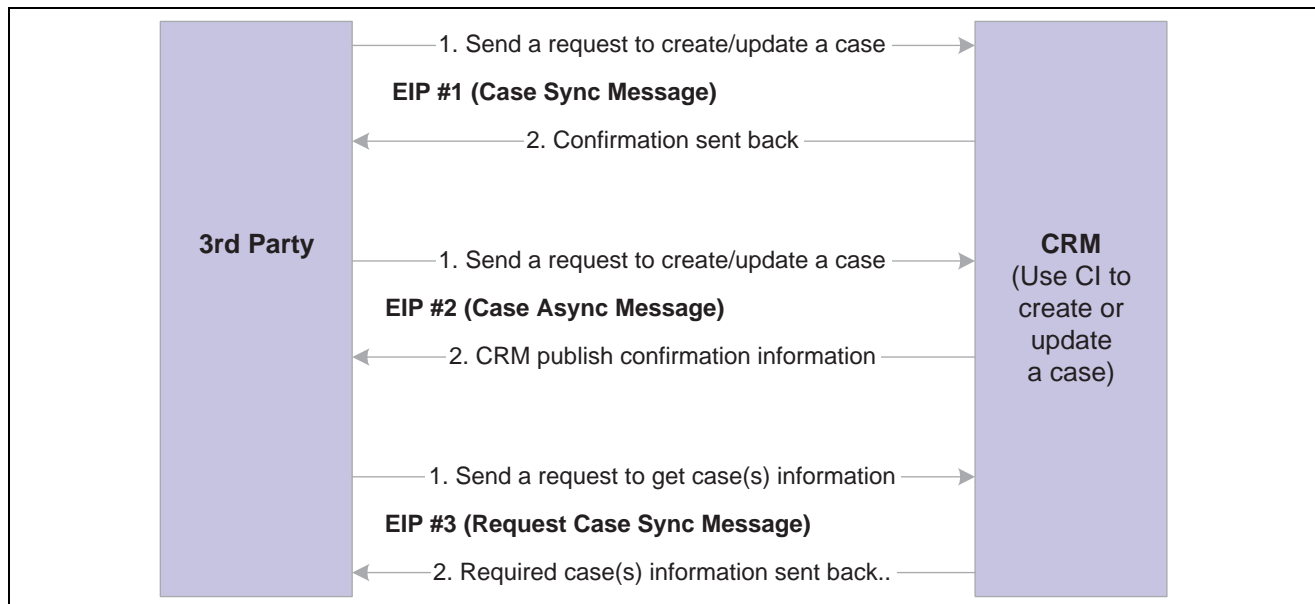 1. Send a request to create/update a case
EIP #1 (Case Sync Message)
2. Confirmation sent back
3rd Party
1. Send a request to create/update a case
EIP #2 (Case Async Message)
2. CRM publish confirmation information
CRM
(Use CI to
create or
update
a case)
1. Send a request to get case(s) information
EIP #3 (Request Case Sync Message)
2. Required case(s) information sent back..